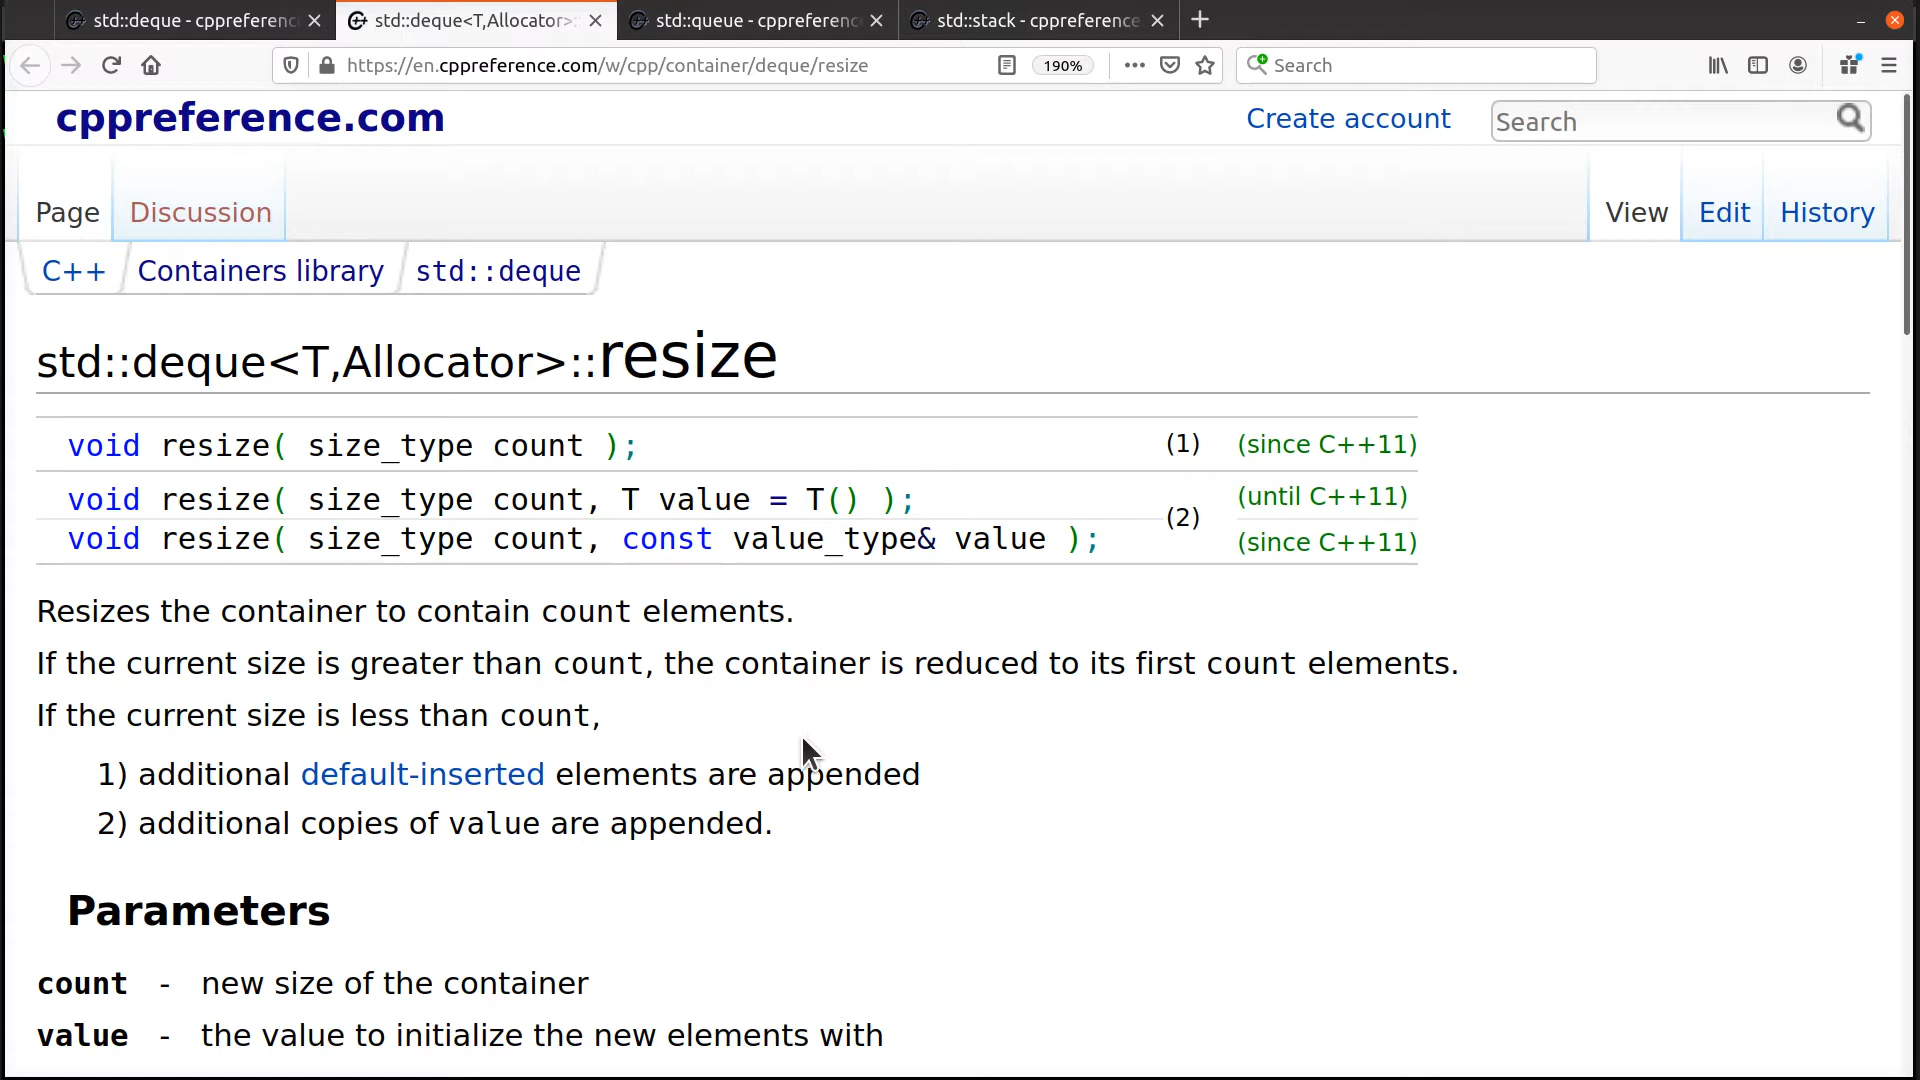 std::deque - cppreference
std::deque<T,Allocator>:
std::queue - cppreference
std::stack - cppreference
https://en.cppreference.com/w/cpp/container/deque/resize
190%
Search
cppreference.com
Create account
Search
Page
Discussion
View
Edit
History
C++
Containers library
std::deque
std::deque<T,Allocator>::resize
void resize( size_type count );
(1)
(since C++11)
void resize( size_type count, T value = T() );
(until C++11)
(2)
void resize( size_type count, const value_type& value );
(since C++11)
Resizes the container to contain count elements.
If the current size is greater than count, the container is reduced to its first count elements.
If the current size is less than count,
1) additional default-inserted elements are appended
2) additional copies of value are appended.
Parameters
count - new size of the container
value - the value to initialize the new elements with